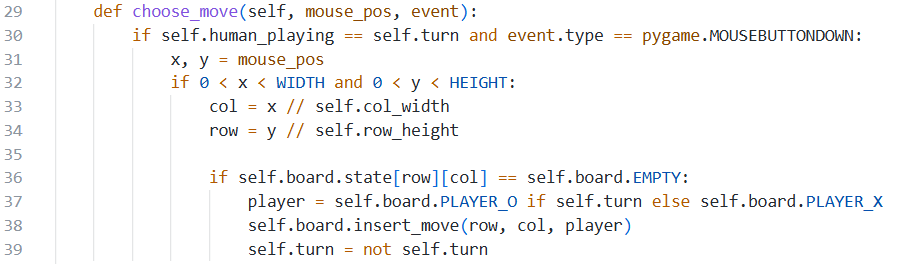 29 def choose_move(self, mouse_pos, event):
30 if self.human_playing == self.turn and event.type == pygame.MOUSEBUTTONDOWN:
31 x, y = mouse_pos
32 if 0 < x < WIDTH and 0 < y < HEIGHT:
33 col = x // self.col_width
34 row = y // self.row_height
35
36 if self.board.state[row][col] == self.board.EMPTY:
37 player = self.board.PLAYER_O if self.turn else self.board.PLAYER_X
38 self.board.insert_move(row, col, player)
39 self.turn = not self.turn